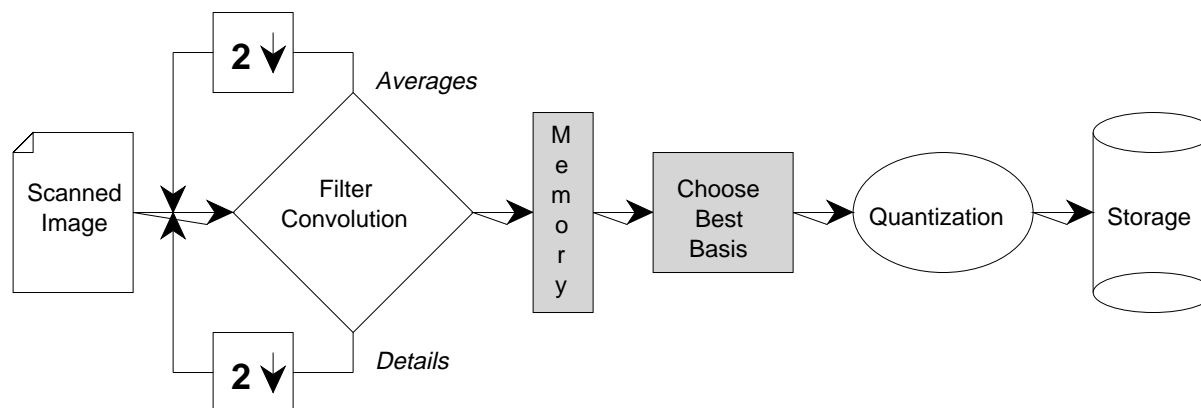 2
Averages
Scanned
Image
Filter
Convolution
M
e
m
o
r
y
Choose
Best
Basis
Quantization
Storage
2
Details